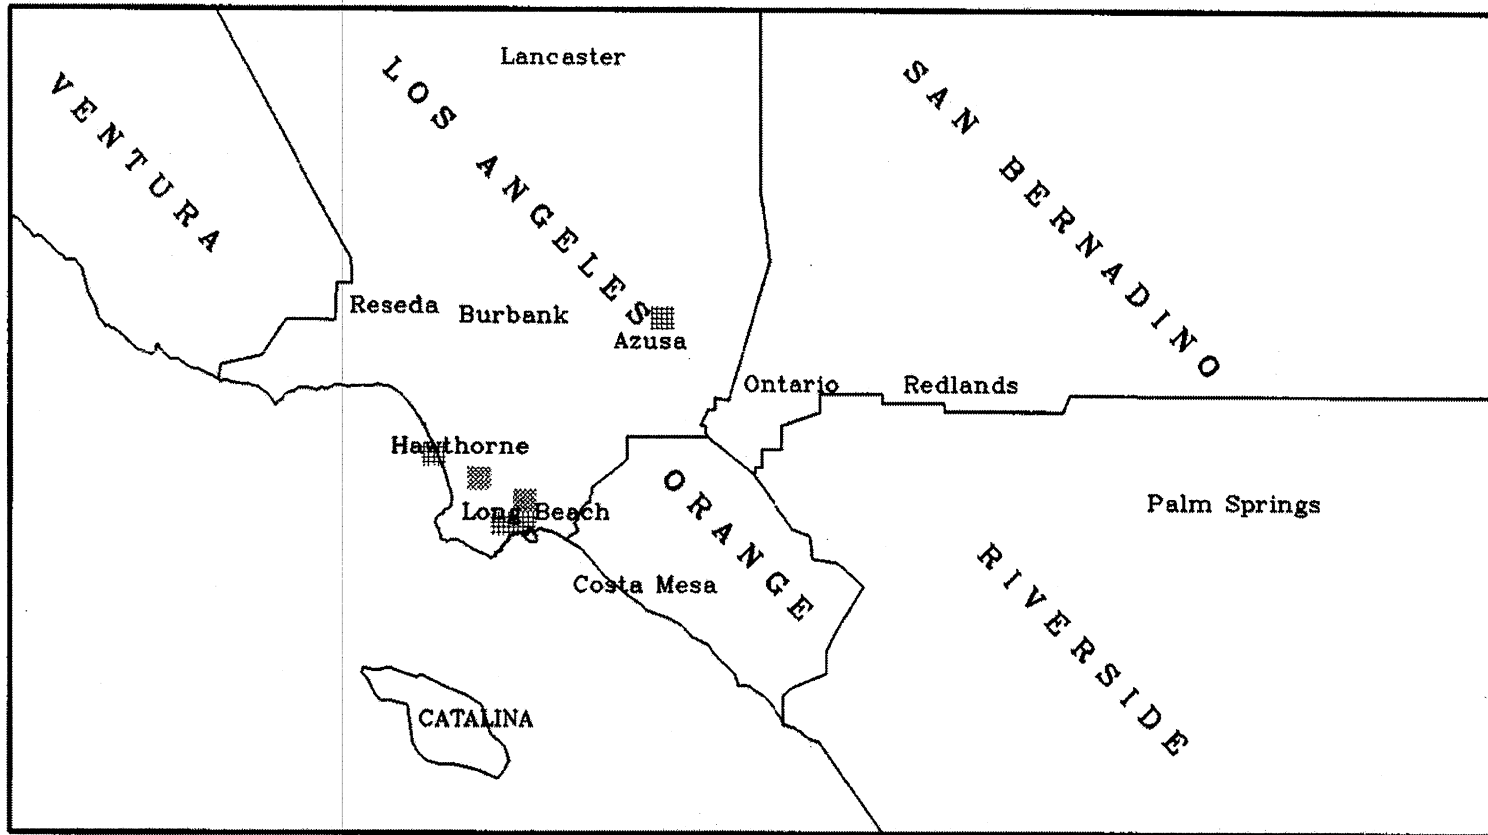 Lancaster
VENTURA
LOS ANGELES
SAN BERNADINO
Reseda
Burbank
Azusa
Ontario
Redlands
Hawthorne
ORANGE
Long Beach
Palm Springs
RIVERSIDE
Costa Mesa
CATALINA